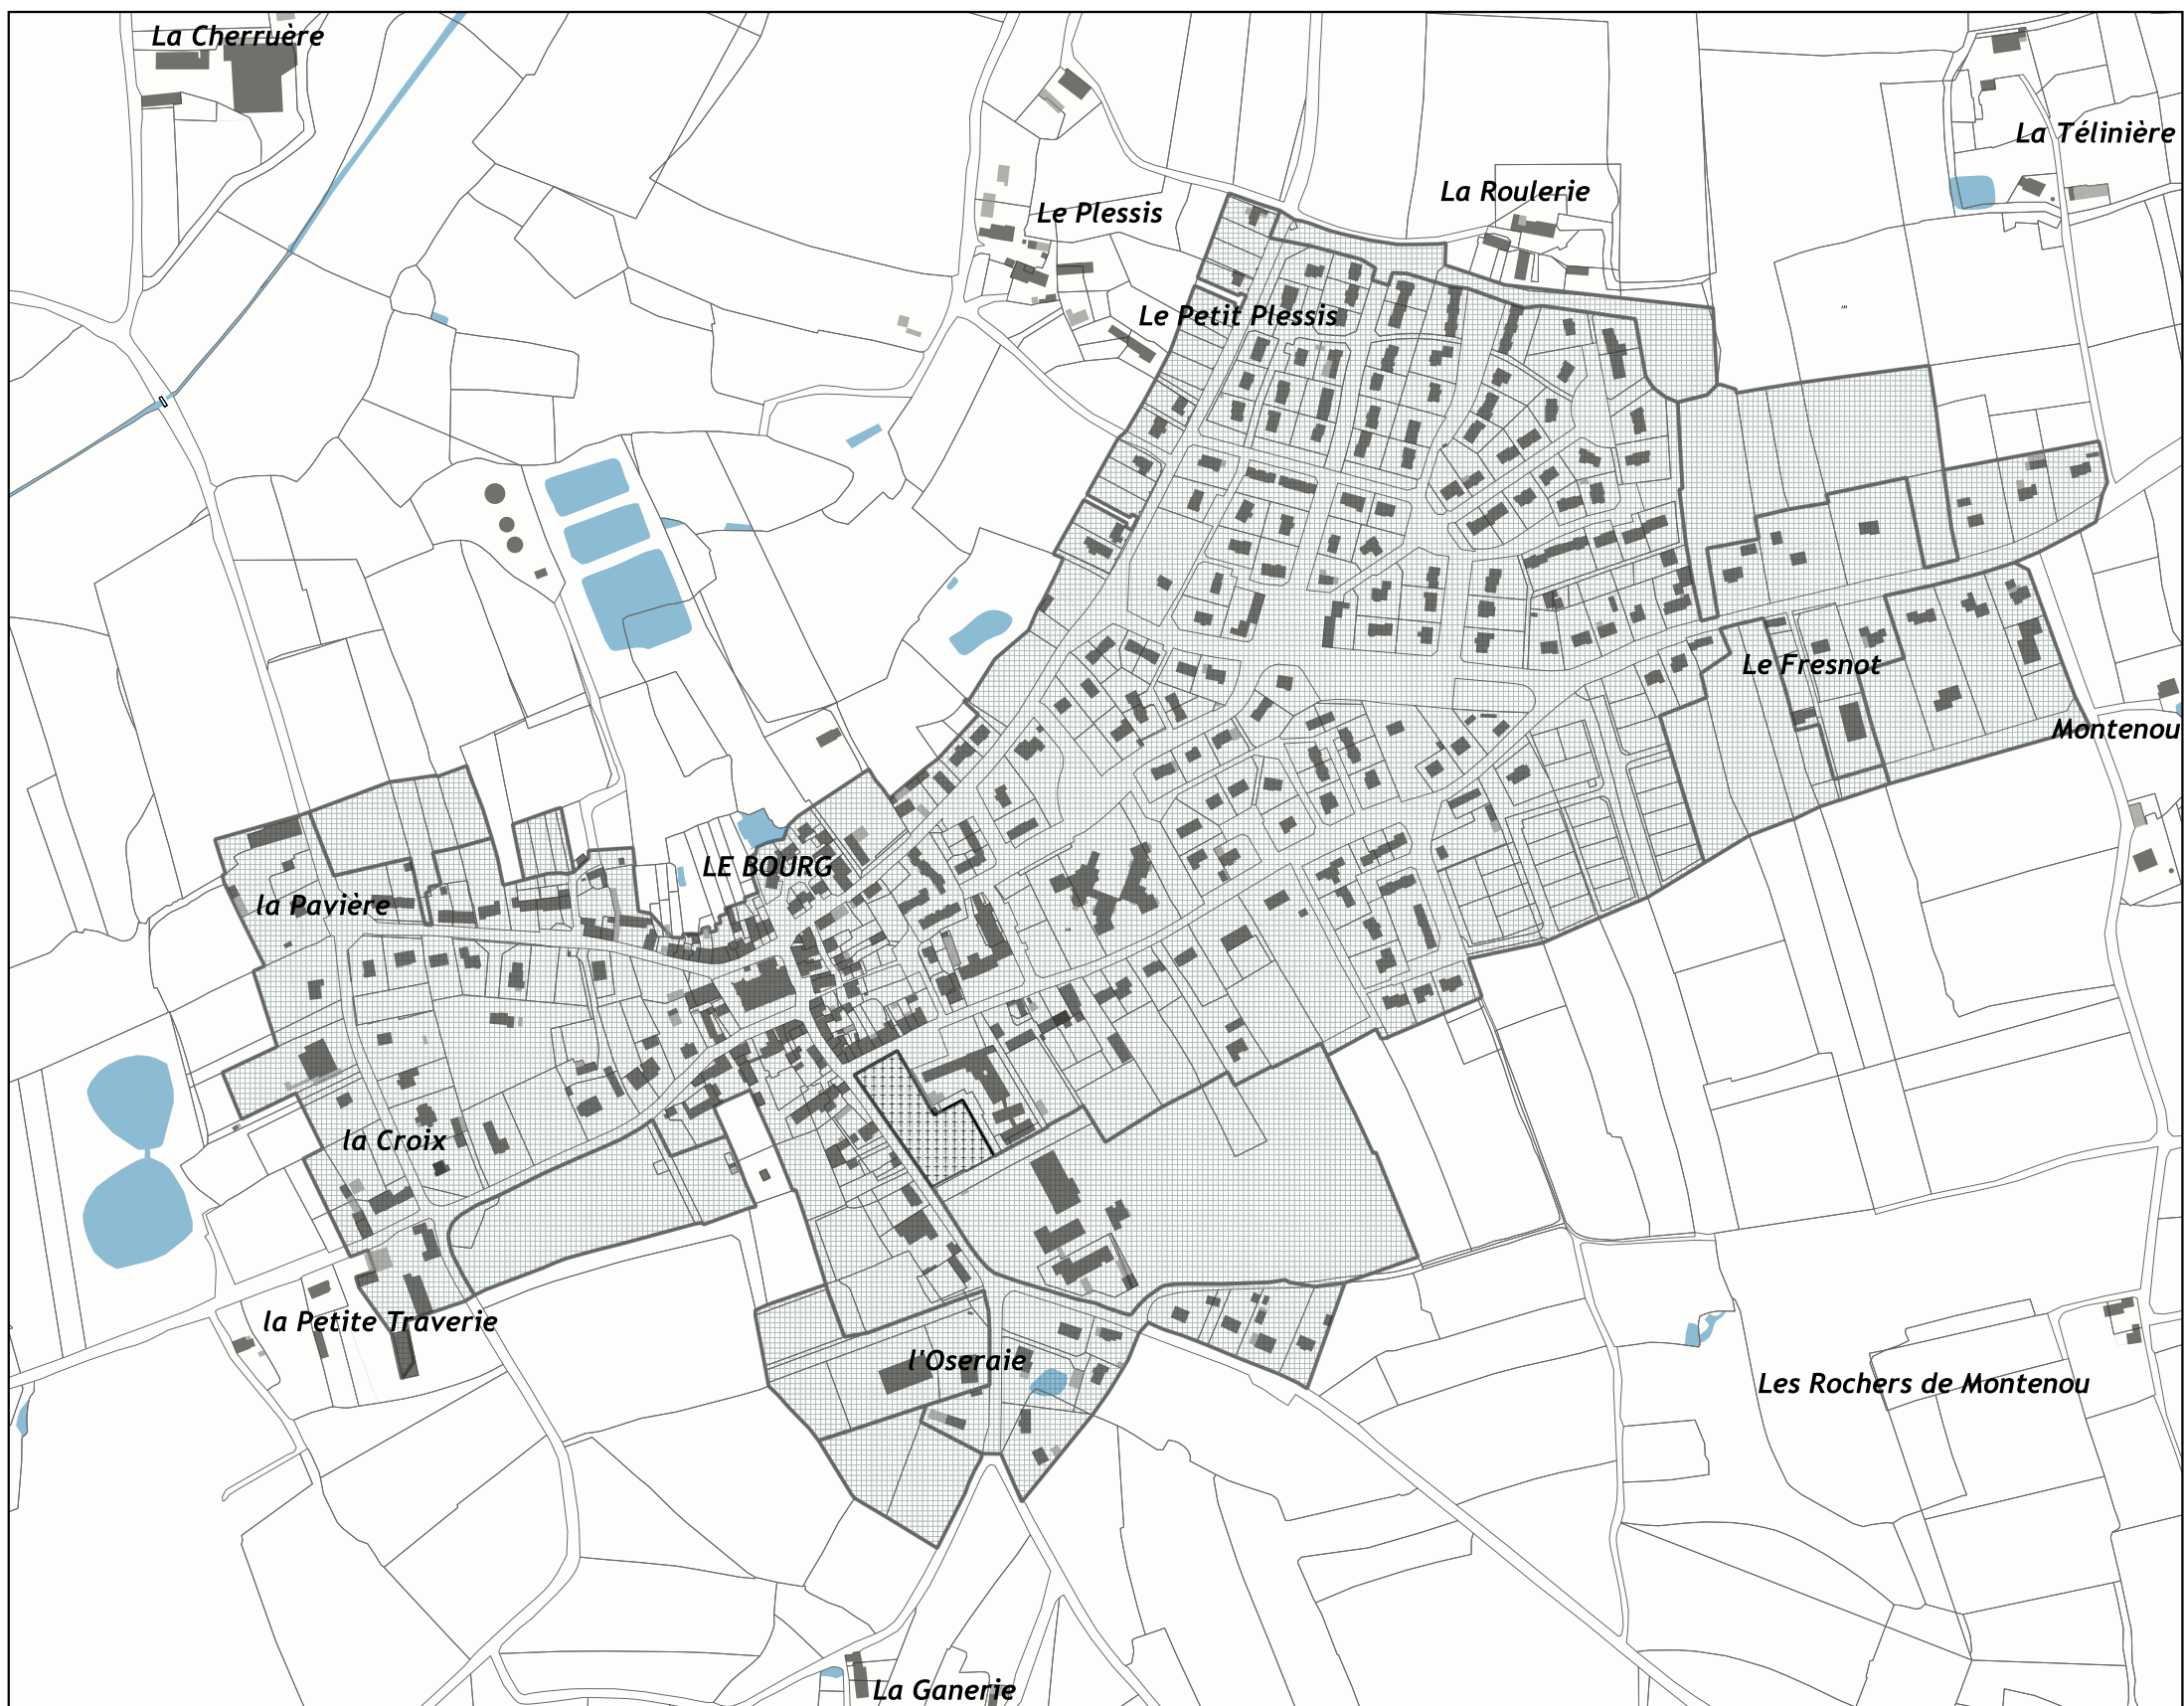 La Cherruère
La Télinière
La Roulerie
Le Plessis
Le Petit Plessis
Le Fresnot
Montenou
LE BOURG
la Pavière
la Croix
la Petite Traverie
l'Oseraie
Les Rochers de Montenou
La Ganerie